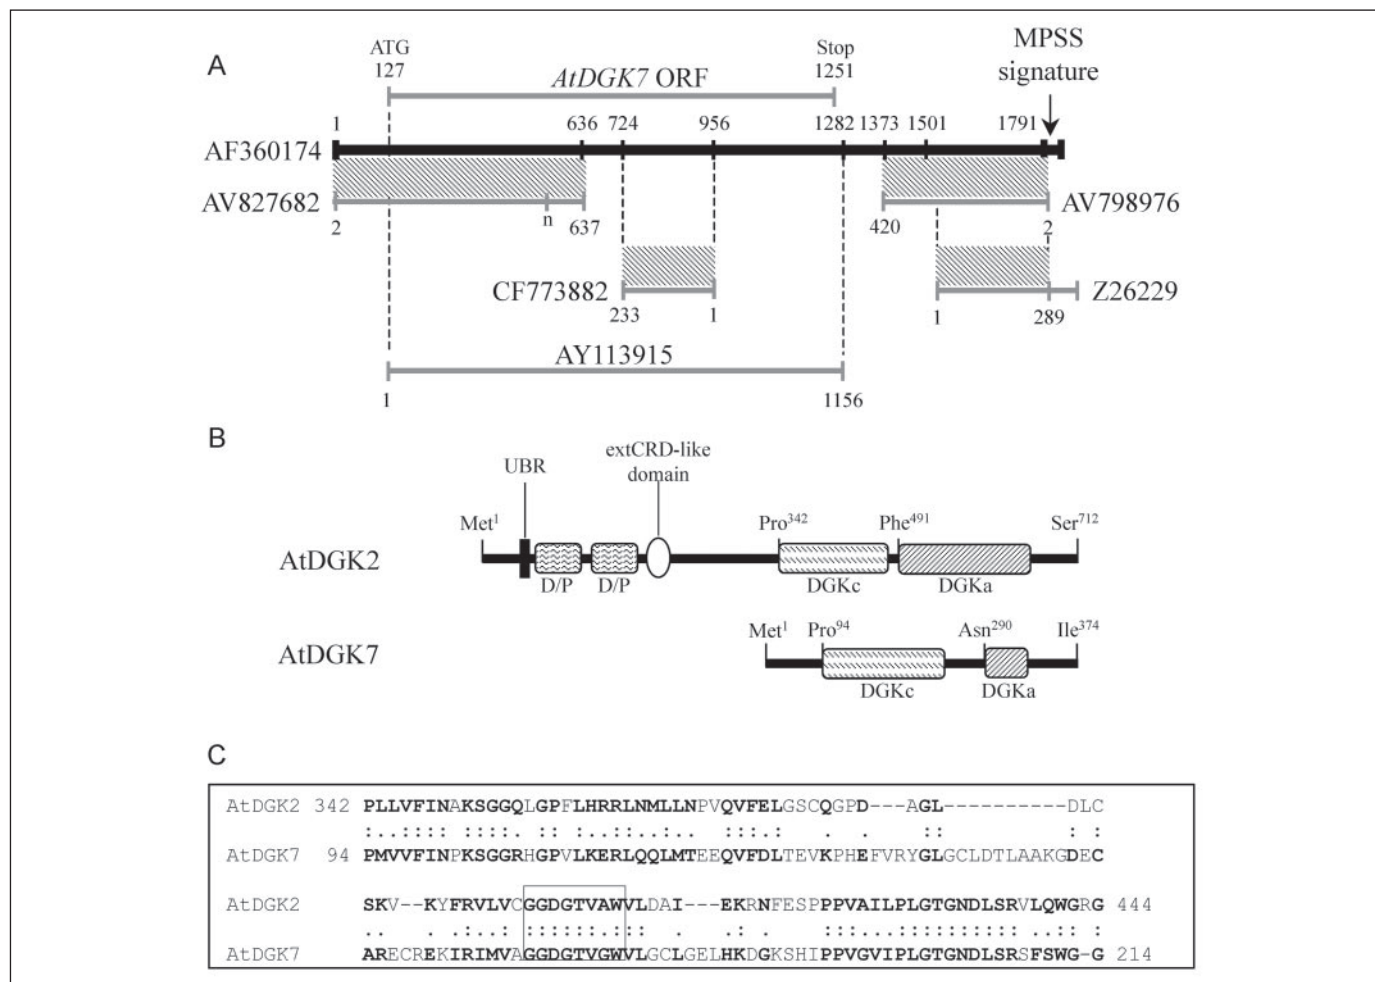 A
ATG
127
AtDGK7 ORF
Stop
1251
MPSS
signature
1 636 724 956 1282 1373 1501 1791
AF360174
AV827682
2 n 637
420 2
AV798976
CF773882
233 1
Z26229
1 289
AY113915
1 1156
B
UBR
extCRD-like
domain
Met1 Pro342 Phe491 Ser712
AtDGK2
D/P D/P DGKc DGKa
Met1 Pro94 Asn290 Ile374
AtDGK7
DGKc DGKa
C
AtDGK2 342 PLLVFINAKSGGQLGPFLHRRLNMLLNPVQVFELGSCQGPD---AGL----------DLC
AtDGK7 94 PMVVFINPKSGGRHGPVLKERLQQLMTEEQVFDLTEVKPHEFVRYGLGCLDTLAAKGDEC
AtDGK2 SKV--KYFRVLVCGGDGTVAWVLDAI---EKRNFESPPPVAILPLGTGNDLSRVLQWGRG 444
AtDGK7 ARECREKIRIMVAGGDGTVGWVLGCLGELHKDGKSHIPPVGVIPLGTGNDLSRSFSWG-G 214